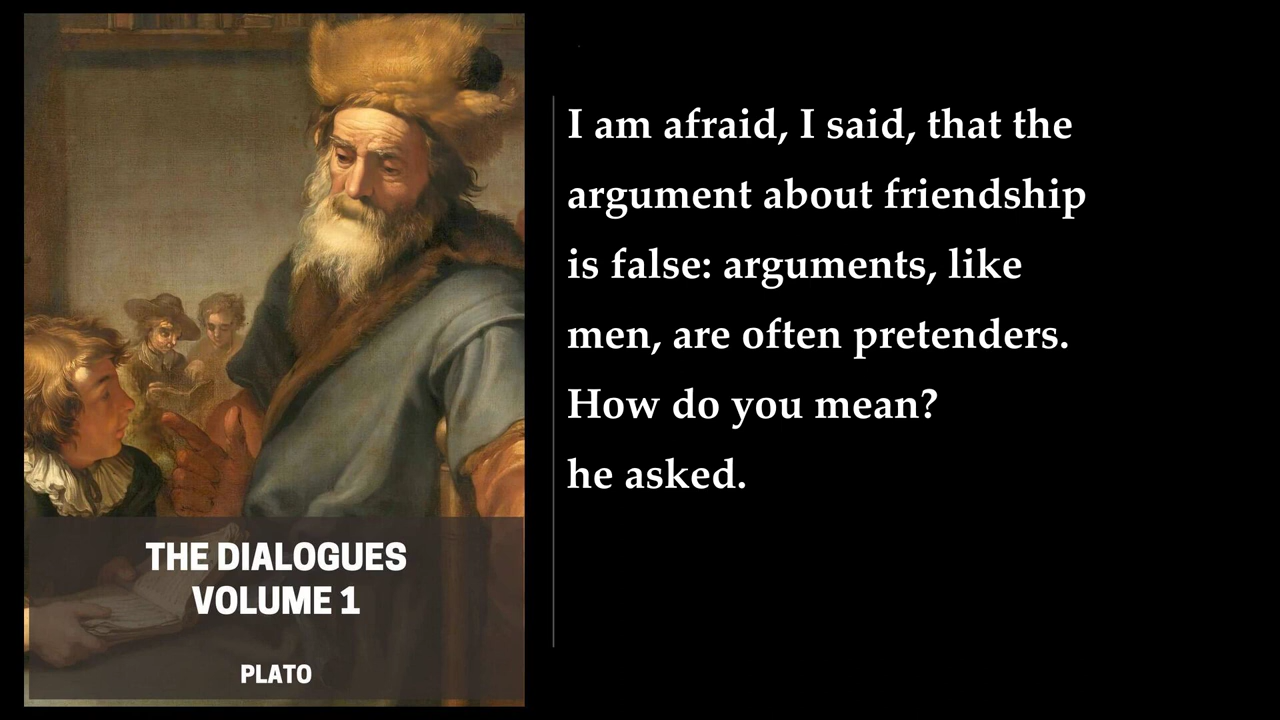 THE DIALOGUES
VOLUME 1
PLATO
I am afraid, I said, that the
argument about friendship
is false: arguments, like
men, are often pretenders.
How do you mean?
he asked.